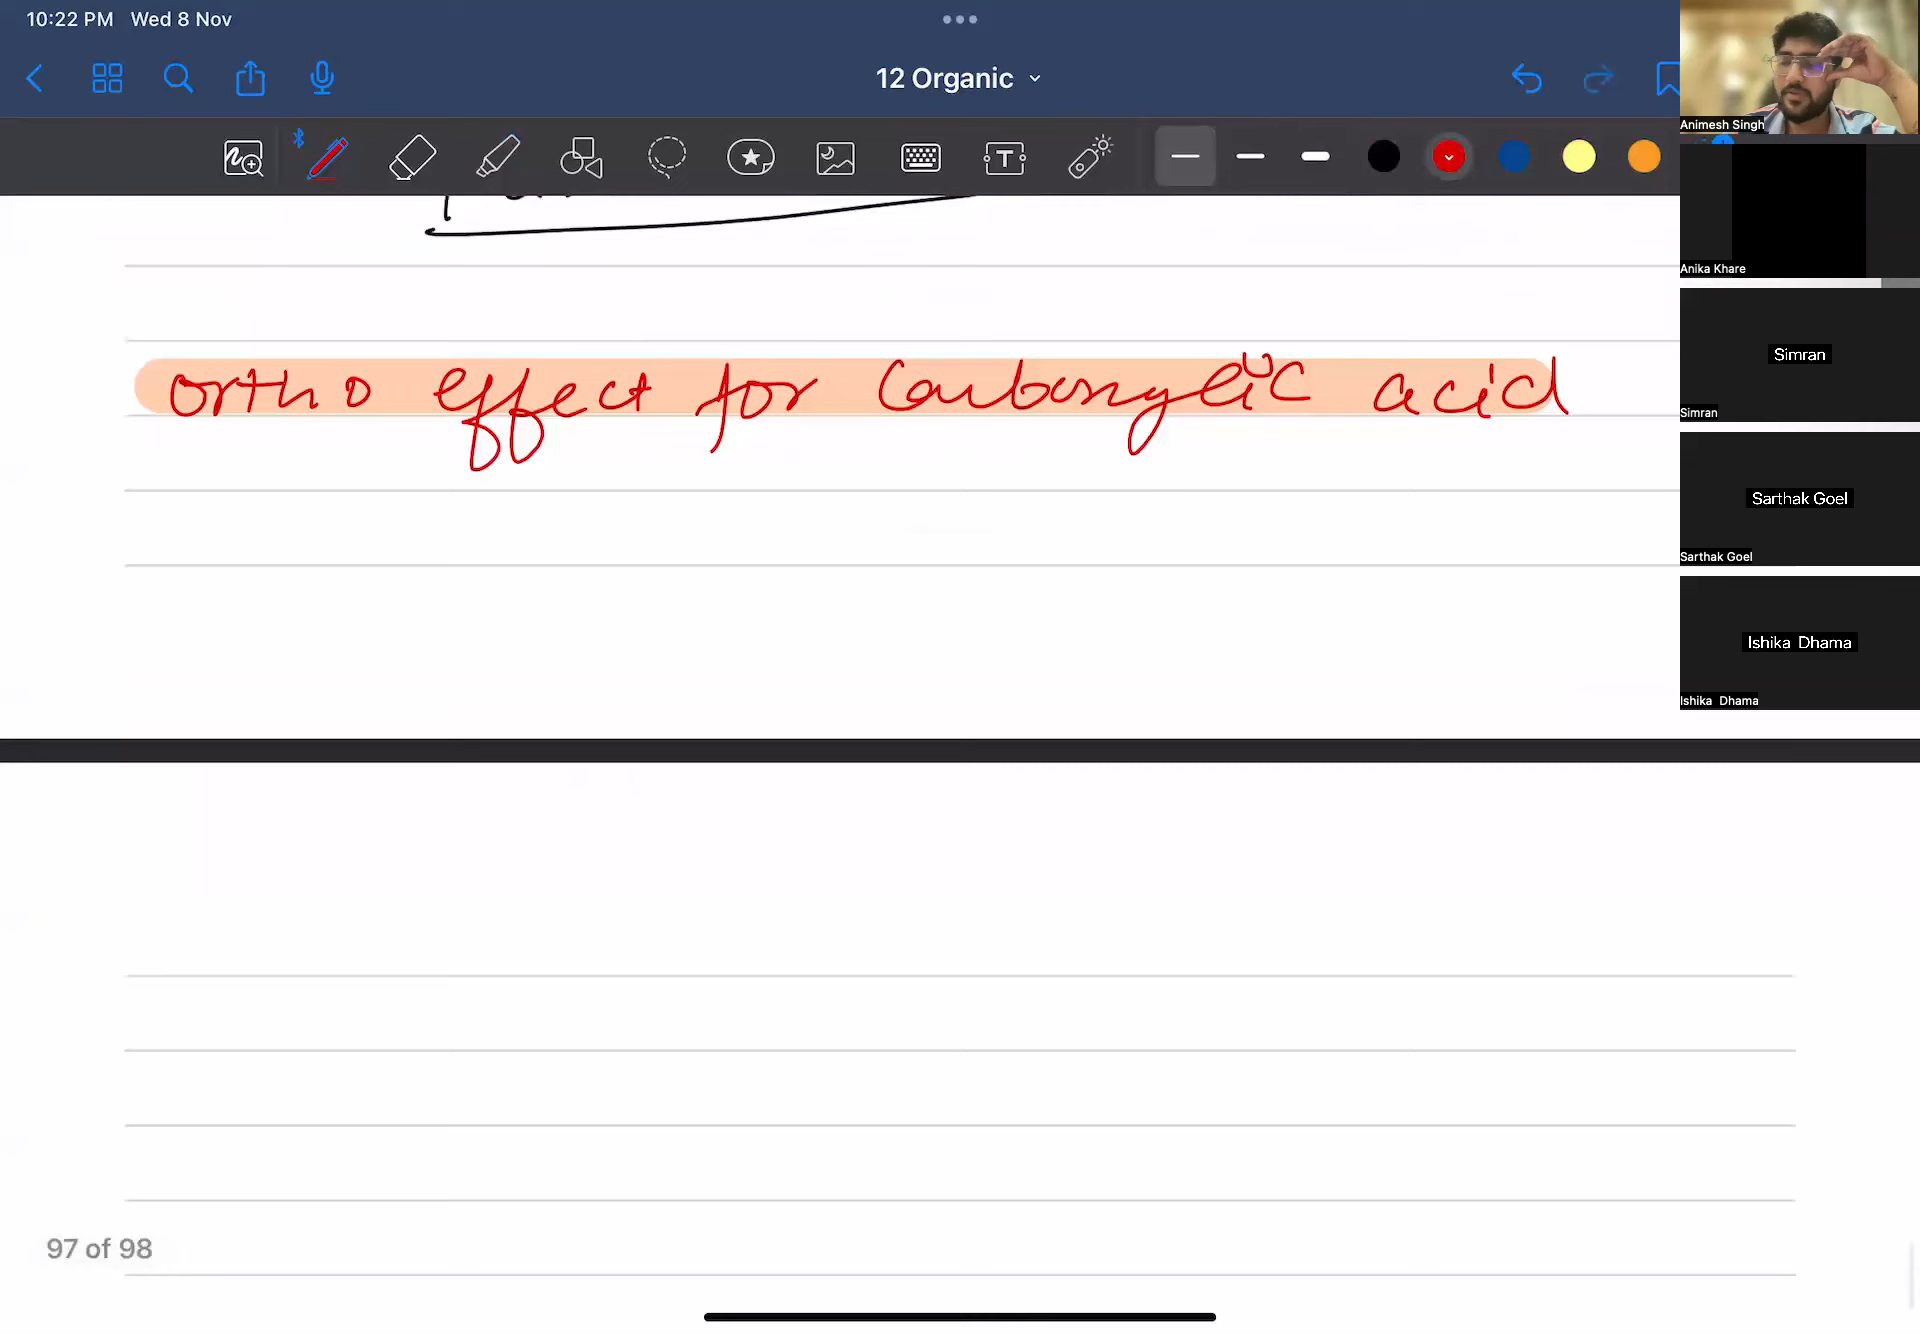 10:22 PM Wed 8 Nov
12 Organic
T
ortho effect for Carboxylic acid
97 of 98
Animesh Singh
Anika Khare
Simran
Simran
Sarthak Goel
Sarthak Goel
Ishika Dhama
Ishika Dhama